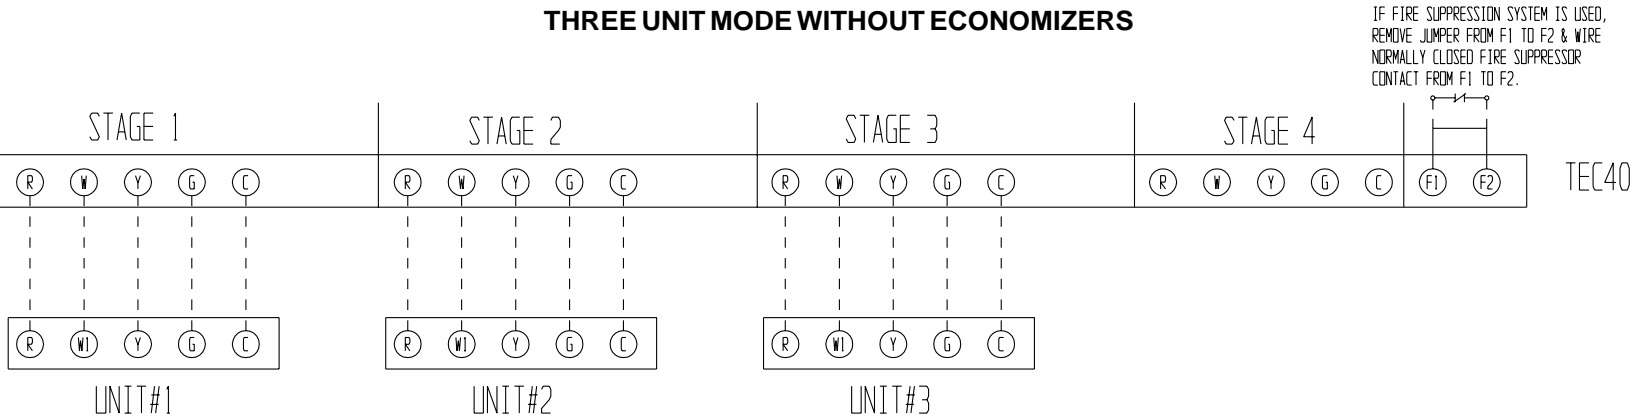 THREE UNIT MODE WITHOUT ECONOMIZERS
IF FIRE SUPPRESSION SYSTEM IS USED,
REMOVE JUMPER FROM F1 TO F2 & WIRE
NORMALLY CLOSED FIRE SUPPRESSOR
CONTACT FROM F1 TO F2.
STAGE 1 STAGE 2 STAGE 3 STAGE 4
R W Y G C R W Y G C R W Y G C R W Y G C F1 F2 TEC40
R W1 Y G C R W1 Y G C R W1 Y G C
UNIT#1 UNIT#2 UNIT#3